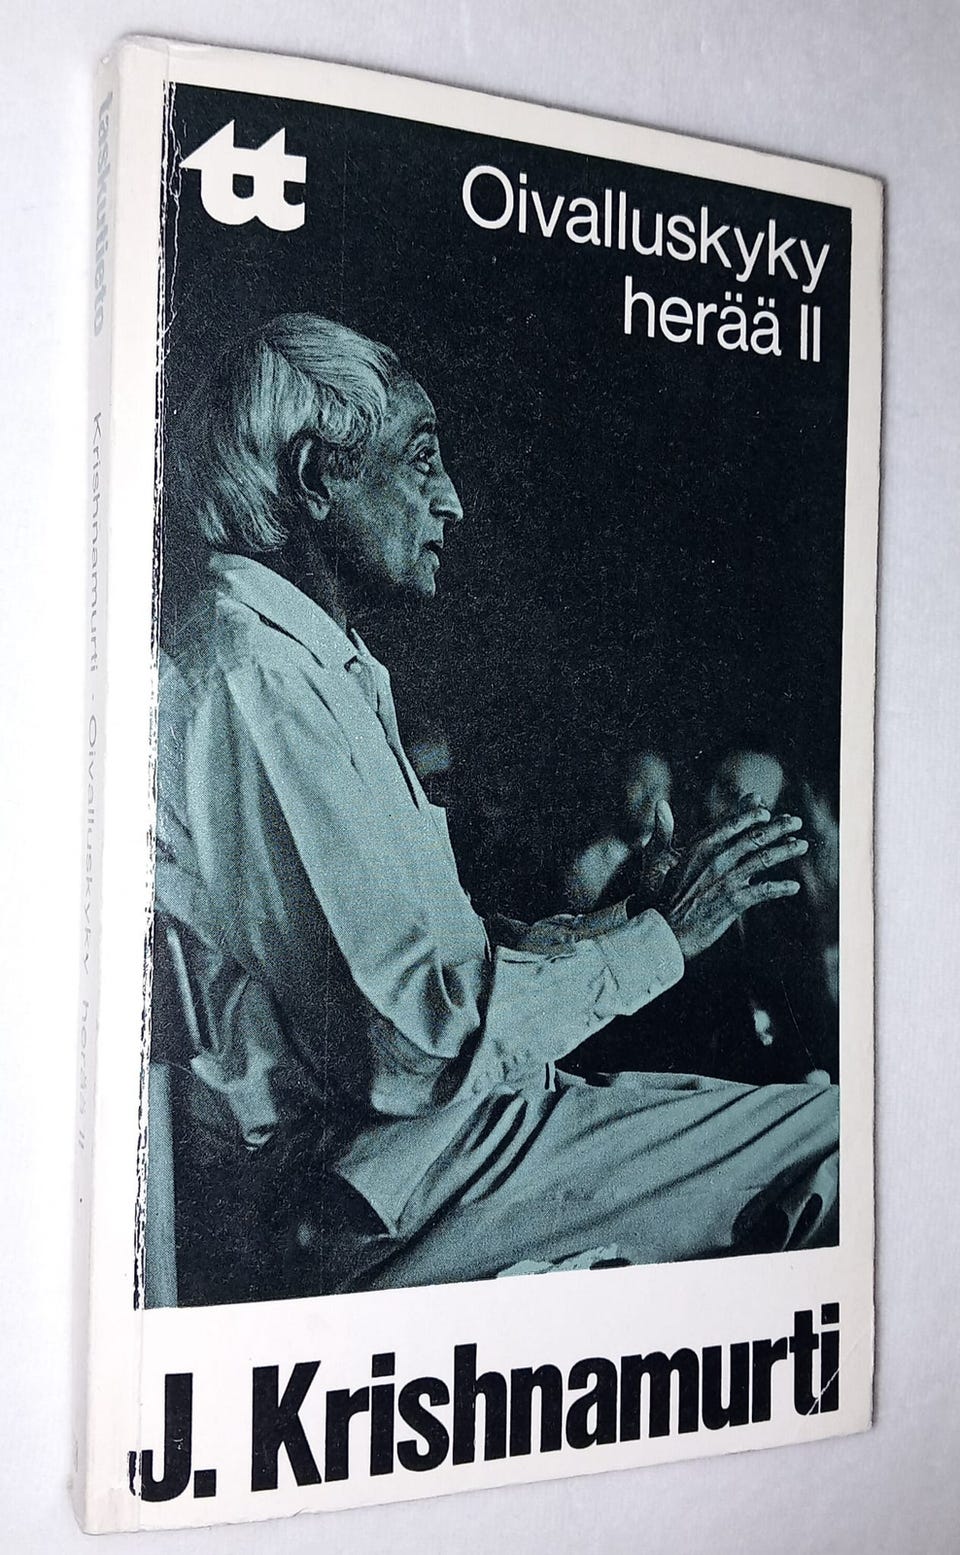 tt
Oivalluskyky
herää II
J. Krishnamurti
taskutieto Krishnamurti · Oivalluskyky herää II